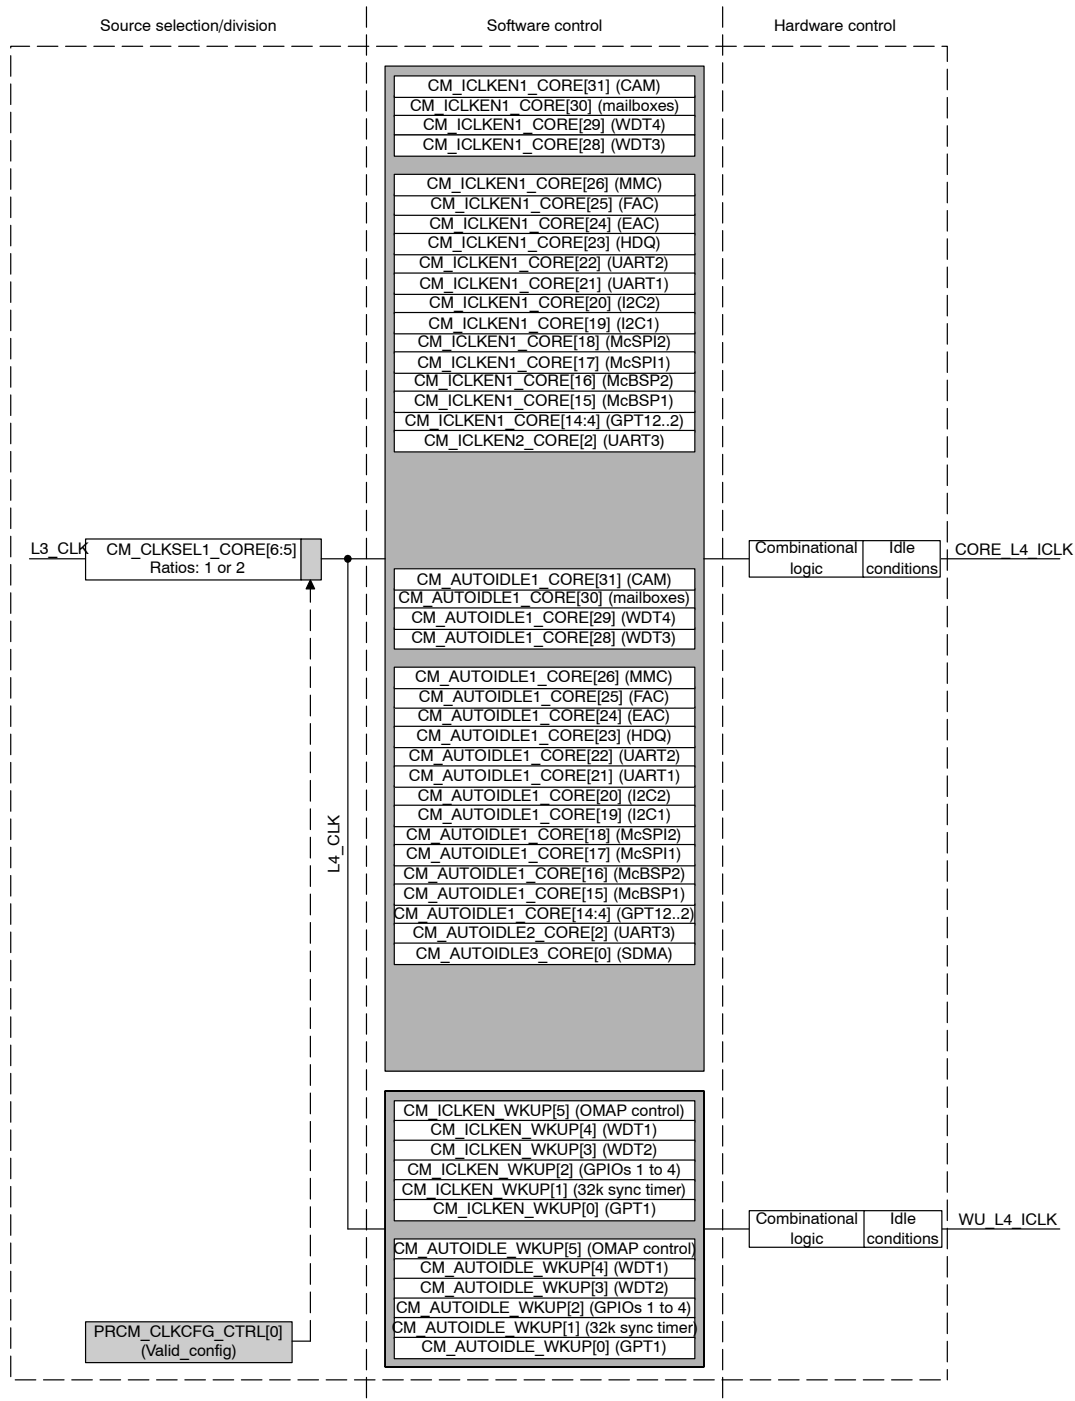 Source selection/division
Software control
Hardware control
CM_ICLKEN1_CORE[31] (CAM)
CM_ICLKEN1_CORE[30] (mailboxes)
CM_ICLKEN1_CORE[29] (WDT4)
CM_ICLKEN1_CORE[28] (WDT3)
CM_ICLKEN1_CORE[26] (MMC)
CM_ICLKEN1_CORE[25] (FAC)
CM_ICLKEN1_CORE[24] (EAC)
CM_ICLKEN1_CORE[23] (HDQ)
CM_ICLKEN1_CORE[22] (UART2)
CM_ICLKEN1_CORE[21] (UART1)
CM_ICLKEN1_CORE[20] (I2C2)
CM_ICLKEN1_CORE[19] (I2C1)
CM_ICLKEN1_CORE[18] (McSPI2)
CM_ICLKEN1_CORE[17] (McSPI1)
CM_ICLKEN1_CORE[16] (McBSP2)
CM_ICLKEN1_CORE[15] (McBSP1)
CM_ICLKEN1_CORE[14:4] (GPT12..2)
CM_ICLKEN2_CORE[2] (UART3)
L3_CLK
CM_CLKSEL1_CORE[6:5]
Ratios: 1 or 2
Combinational
logic
Idle
conditions
CORE_L4_ICLK
CM_AUTOIDLE1_CORE[31] (CAM)
CM_AUTOIDLE1_CORE[30] (mailboxes)
CM_AUTOIDLE1_CORE[29] (WDT4)
CM_AUTOIDLE1_CORE[28] (WDT3)
CM_AUTOIDLE1_CORE[26] (MMC)
CM_AUTOIDLE1_CORE[25] (FAC)
CM_AUTOIDLE1_CORE[24] (EAC)
CM_AUTOIDLE1_CORE[23] (HDQ)
CM_AUTOIDLE1_CORE[22] (UART2)
CM_AUTOIDLE1_CORE[21] (UART1)
CM_AUTOIDLE1_CORE[20] (I2C2)
CM_AUTOIDLE1_CORE[19] (I2C1)
CM_AUTOIDLE1_CORE[18] (McSPI2)
CM_AUTOIDLE1_CORE[17] (McSPI1)
CM_AUTOIDLE1_CORE[16] (McBSP2)
CM_AUTOIDLE1_CORE[15] (McBSP1)
CM_AUTOIDLE1_CORE[14:4] (GPT12..2)
CM_AUTOIDLE2_CORE[2] (UART3)
CM_AUTOIDLE3_CORE[0] (SDMA)
L4_CLK
CM_ICLKEN_WKUP[5] (OMAP control)
CM_ICLKEN_WKUP[4] (WDT1)
CM_ICLKEN_WKUP[3] (WDT2)
CM_ICLKEN_WKUP[2] (GPIOs 1 to 4)
CM_ICLKEN_WKUP[1] (32k sync timer)
CM_ICLKEN_WKUP[0] (GPT1)
Combinational
logic
Idle
conditions
WU_L4_ICLK
CM_AUTOIDLE_WKUP[5] (OMAP control)
CM_AUTOIDLE_WKUP[4] (WDT1)
CM_AUTOIDLE_WKUP[3] (WDT2)
CM_AUTOIDLE_WKUP[2] (GPIOs 1 to 4)
CM_AUTOIDLE_WKUP[1] (32k sync timer)
CM_AUTOIDLE_WKUP[0] (GPT1)
PRCM_CLKCFG_CTRL[0]
(Valid_config)